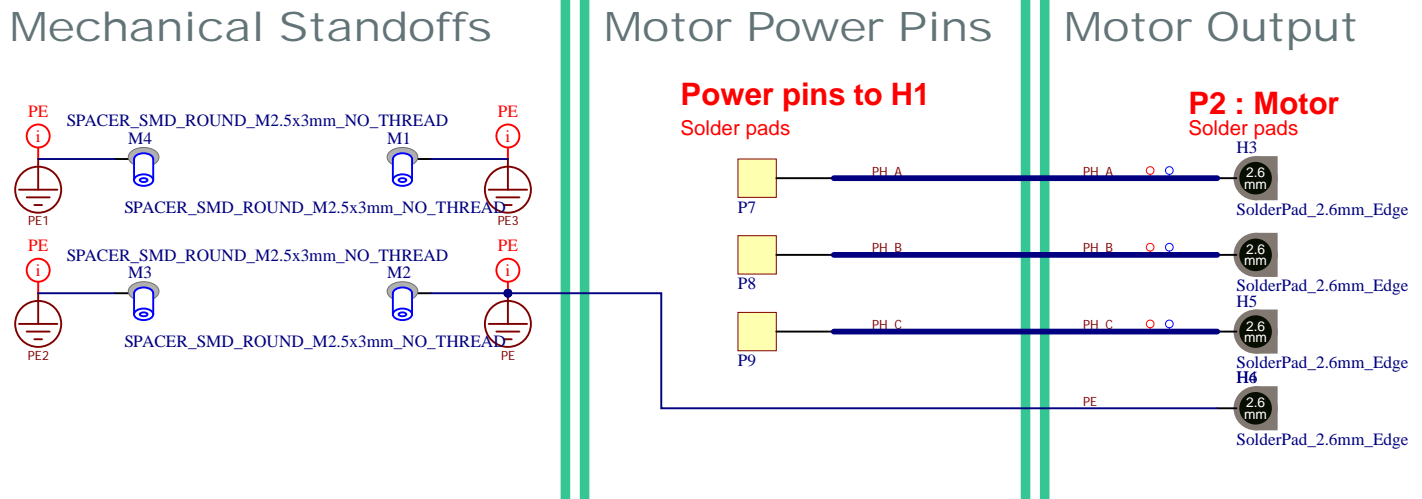 Mechanical Standoffs
PE
SPACER_SMD_ROUND_M2.5x3mm_NO_THREAD
PE
i
M4
M1
i
SPACER_SMD_ROUND_M2.5x3mm_NO_THREAD
PE1
PE3
PE
SPACER_SMD_ROUND_M2.5x3mm_NO_THREAD
PE
i
M3
M2
i
SPACER_SMD_ROUND_M2.5x3mm_NO_THREAD
PE2
PE
Motor Power Pins
Power pins to H1
Solder pads
PH_A
P7
PH_B
P8
PH_C
P9
Motor Output
P2 : Motor
Solder pads
H3
PH_A
2.6
mm
SolderPad_2.6mm_Edge
PH_B
2.6
mm
SolderPad_2.6mm_Edge
H5
PH_C
2.6
mm
SolderPad_2.6mm_Edge
PE
2.6
mm
SolderPad_2.6mm_Edge